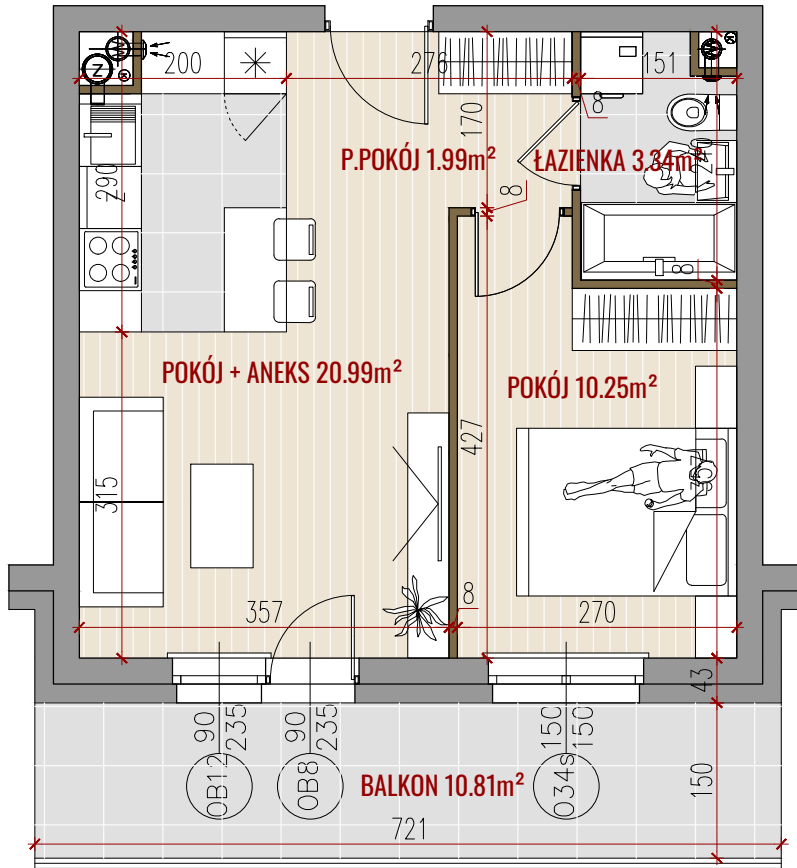 200
276
151
Z
8
170
290
240
P.POKÓJ 1.99m²
ŁAZIENKA 3.34m²
8
8
POKÓJ + ANEKS 20.99m²
POKÓJ 10.25m²
427
315
357
8
270
43
OB12 90 235
OB8 90 235
O34s 150 150
BALKON 10.81m²
150
721